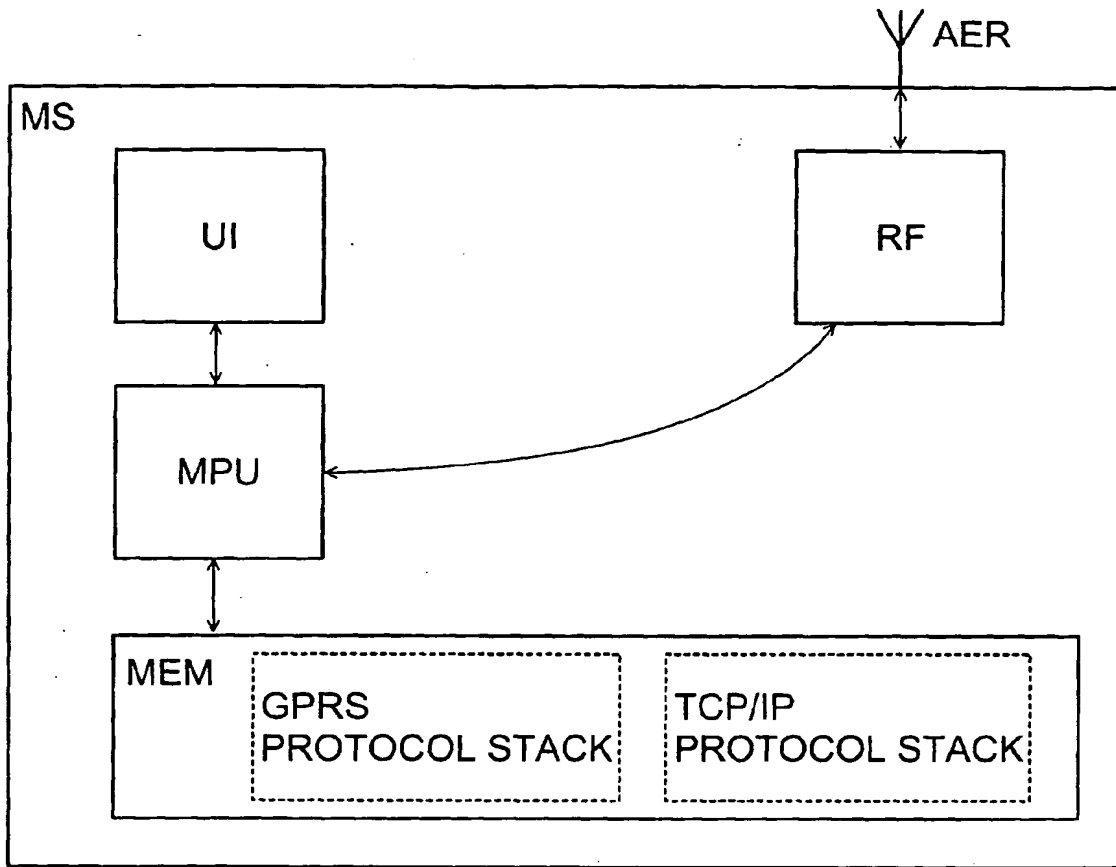 AER
MS
UI
RF
MPU
MEM
GPRS
PROTOCOL STACK
TCP/IP
PROTOCOL STACK